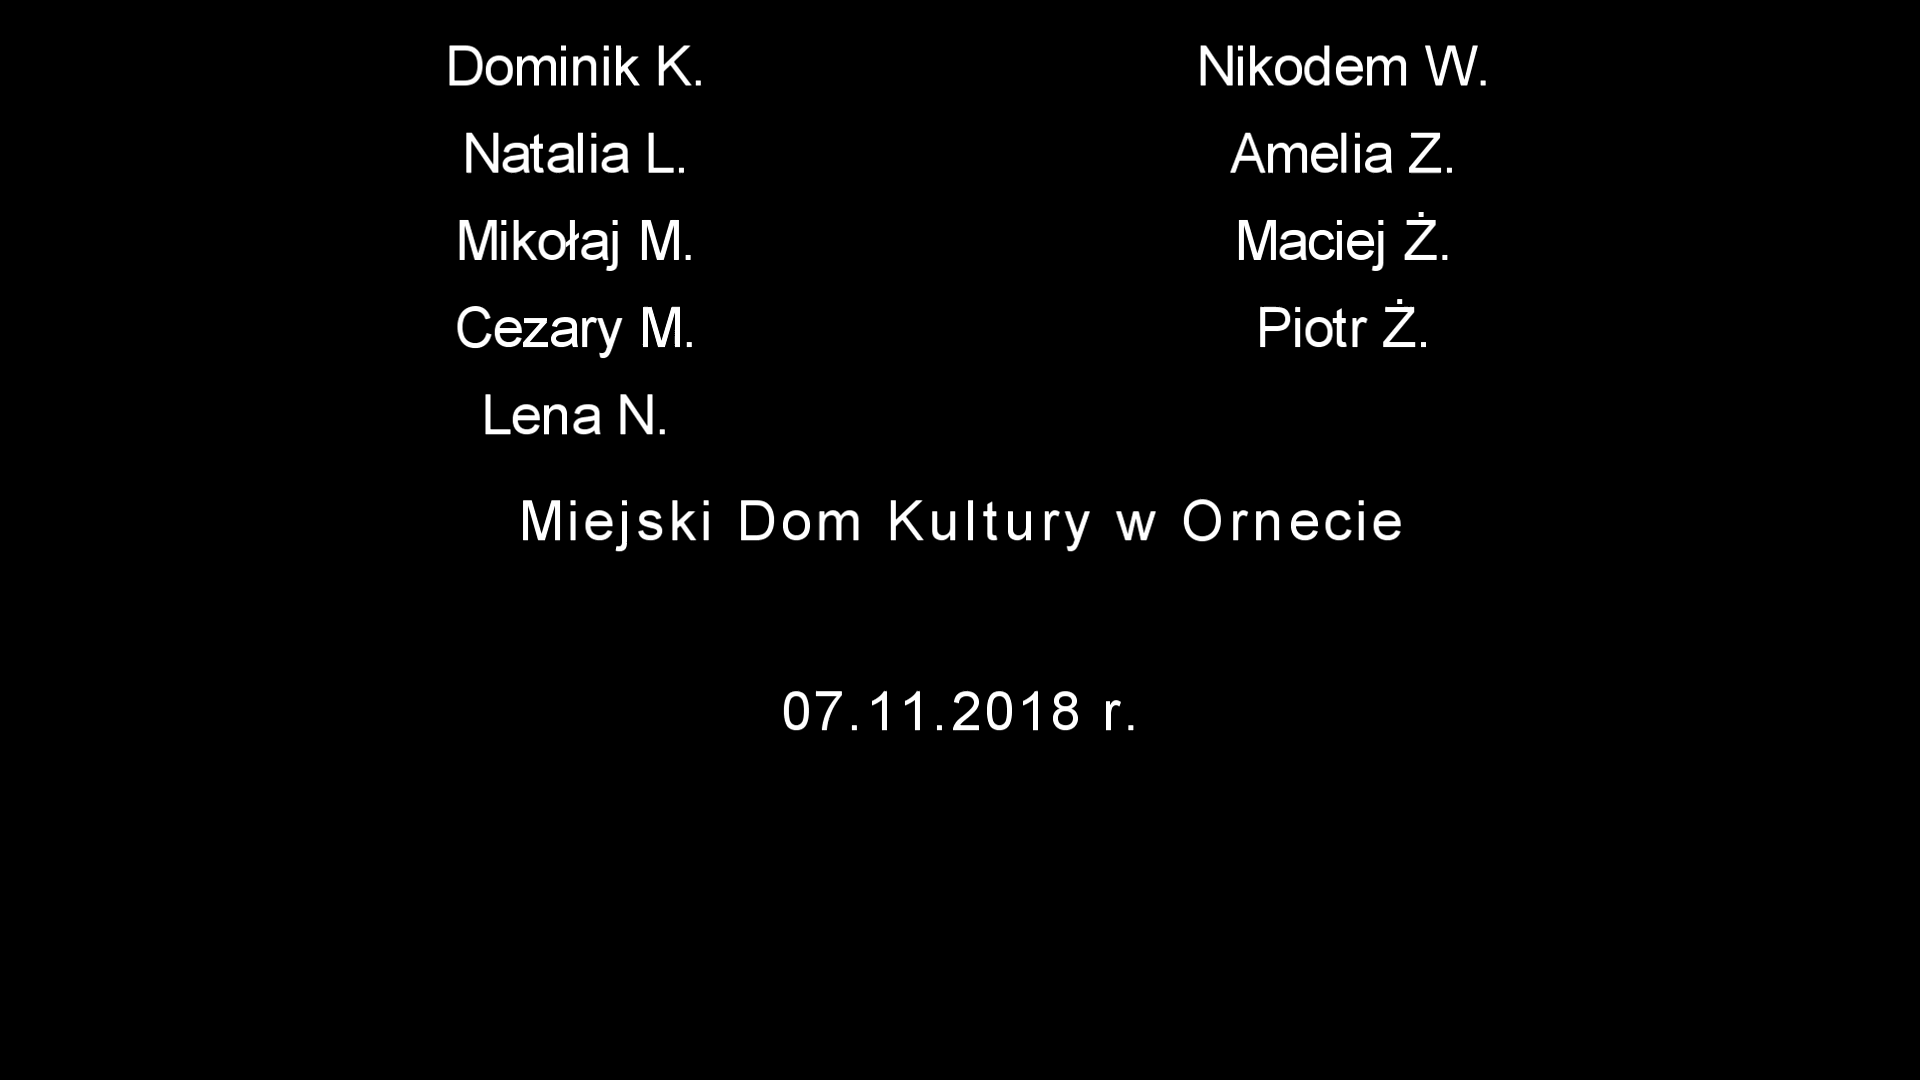 Dominik K.
Natalia L.
Mikołaj M.
Cezary M.
Lena N.
Nikodem W.
Amelia Z.
Maciej Ż.
Piotr Ż.
Miejski Dom Kultury w Ornecie
07.11.2018 r.